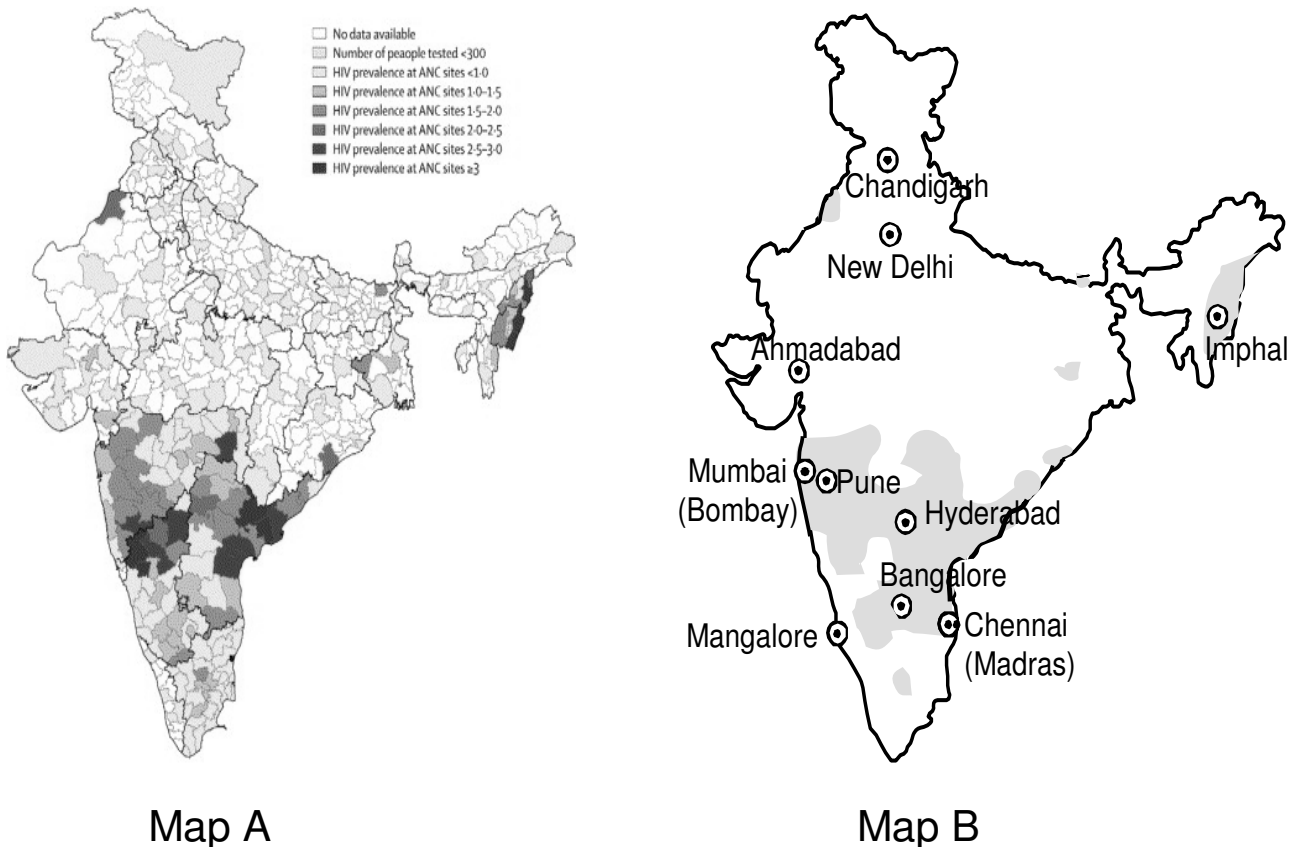 No data available
Number of peaople tested <300
HIV prevalence at ANC sites <1·0
HIV prevalence at ANC sites 1·0–1·5
HIV prevalence at ANC sites 1·5–2·0
HIV prevalence at ANC sites 2·0–2·5
HIV prevalence at ANC sites 2·5–3·0
HIV prevalence at ANC sites ≥3
Chandigarh
New Delhi
Ahmadabad
Imphal
Mumbai
(Bombay)
Pune
Hyderabad
Bangalore
Mangalore
Chennai
(Madras)
Map A
Map B